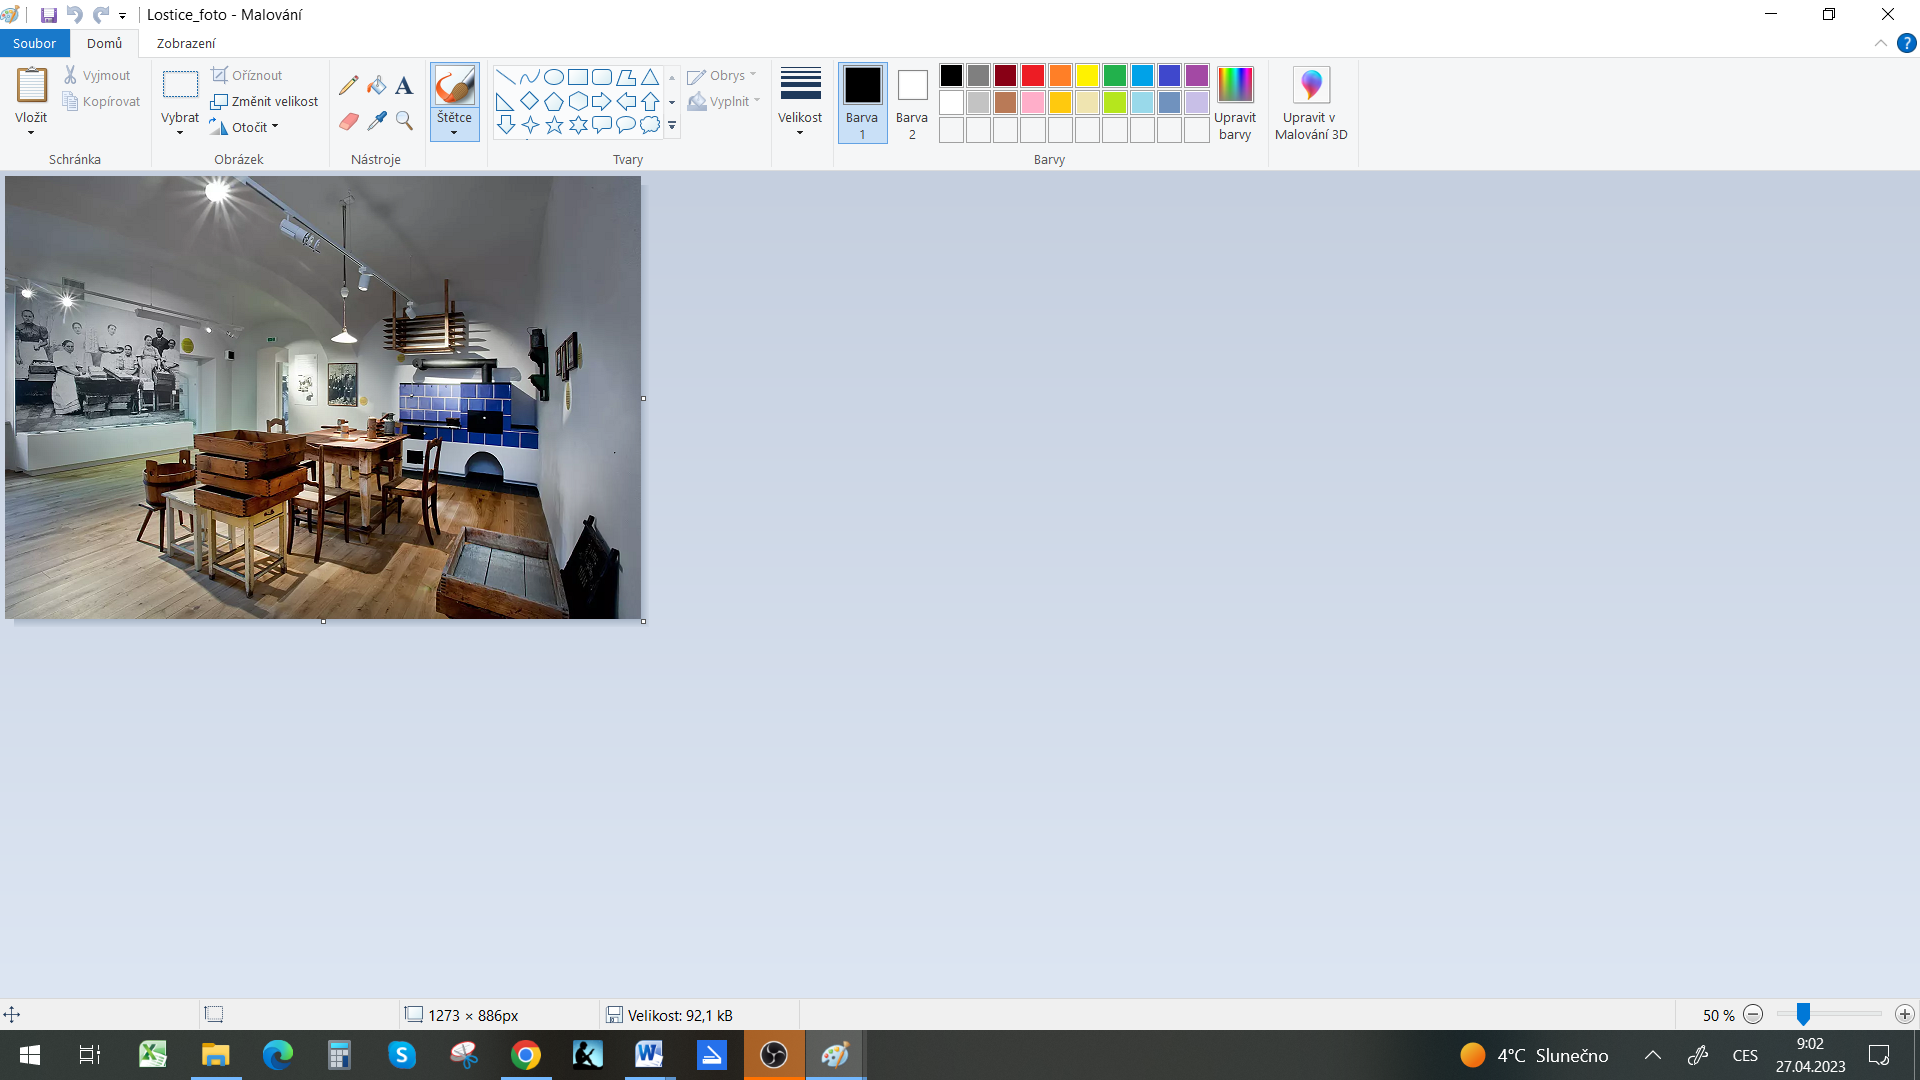 Lostice_foto - Malování
Soubor
Domů
Zobrazení
Vložit
Vyjmout
Kopírovat
Schránka
Vybrat
Oříznout
Změnit velikost
Otočit
Obrázek
Nástroje
Štětce
Obrys
Vyplnit
Tvary
Velikost
Barva
1
Barva
2
Upravit
barvy
Barvy
Upravit v
Malování 3D
1273 × 886px
Velikost: 92,1 kB
50 %
4°C Slunečno
CES
9:02
27.04.2023